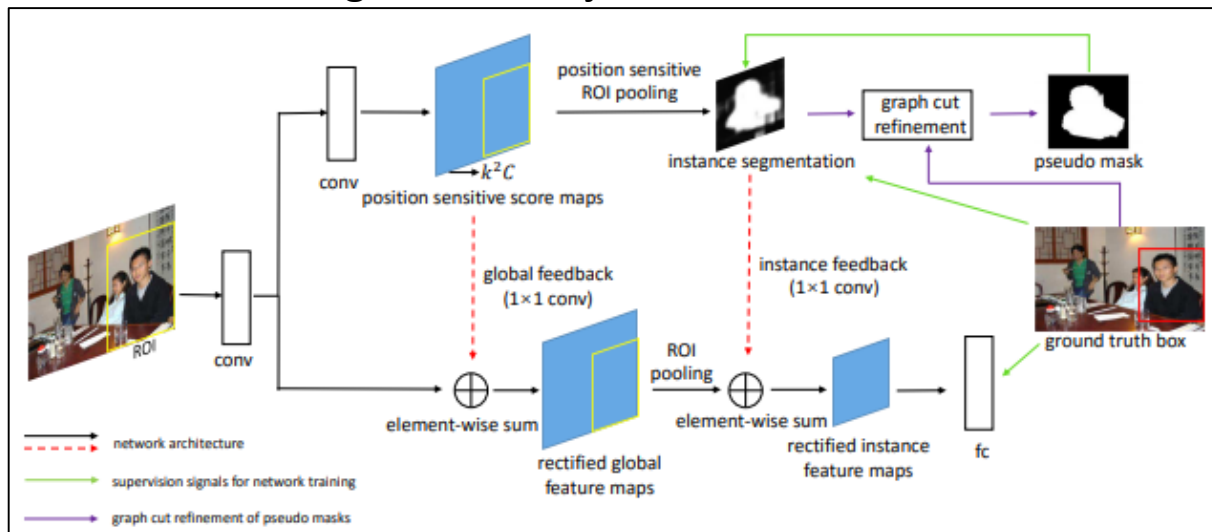 position sensitive
ROI pooling
graph cut
refinement
conv
k²C
instance segmentation
pseudo mask
position sensitive score maps
global feedback
(1×1 conv)
instance feedback
(1×1 conv)
ROI
conv
ROI
pooling
ground truth box
element-wise sum
element-wise sum
rectified global
feature maps
rectified instance
feature maps
fc
network architecture
supervision signals for network training
graph cut refinement of pseudo masks